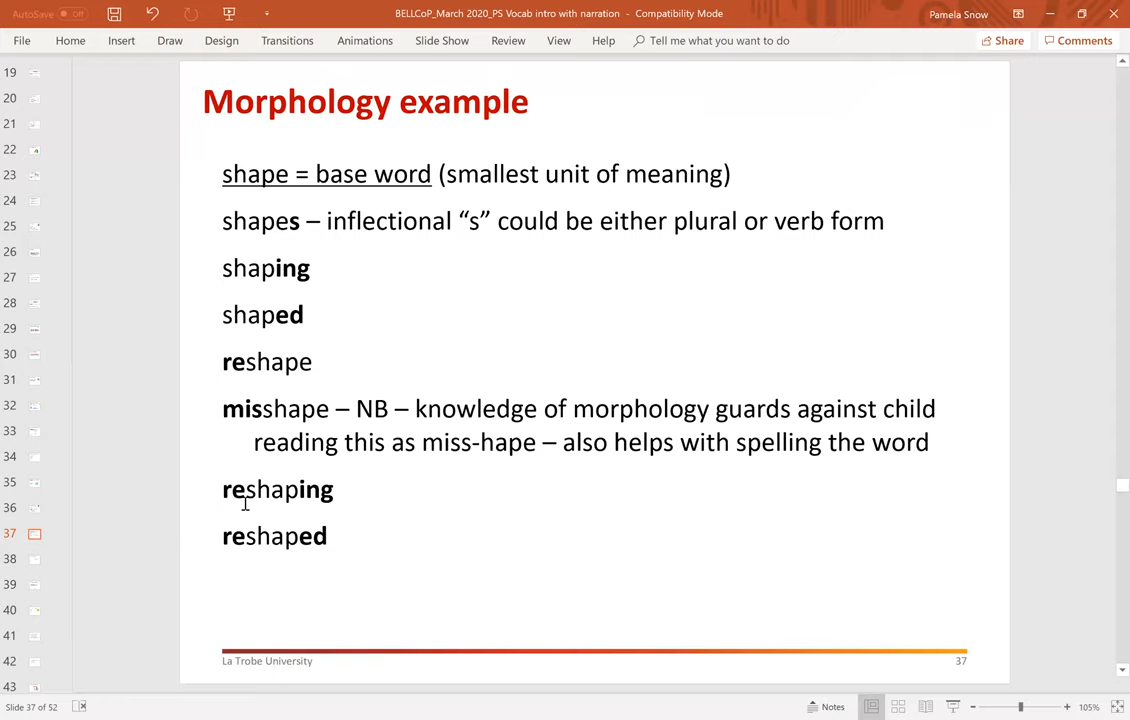 AutoSave Off
BELLCoP_March 2020_PS Vocab intro with narration - Compatibility Mode
Pamela Snow
File Home Insert Draw Design Transitions Animations Slide Show Review View Help Tell me what you want to do Share Comments
19
20
21
22
23
24
25
26
27
28
29
30
31
32
33
34
35
36
37
38
39
40
41
42
43
Morphology example
shape = base word (smallest unit of meaning)
shapes – inflectional “s” could be either plural or verb form
shaping
shaped
reshape
misshape – NB – knowledge of morphology guards against child
reading this as miss-hape – also helps with spelling the word
reshaping
reshaped
La Trobe University 37
Slide 37 of 52 Notes 105%